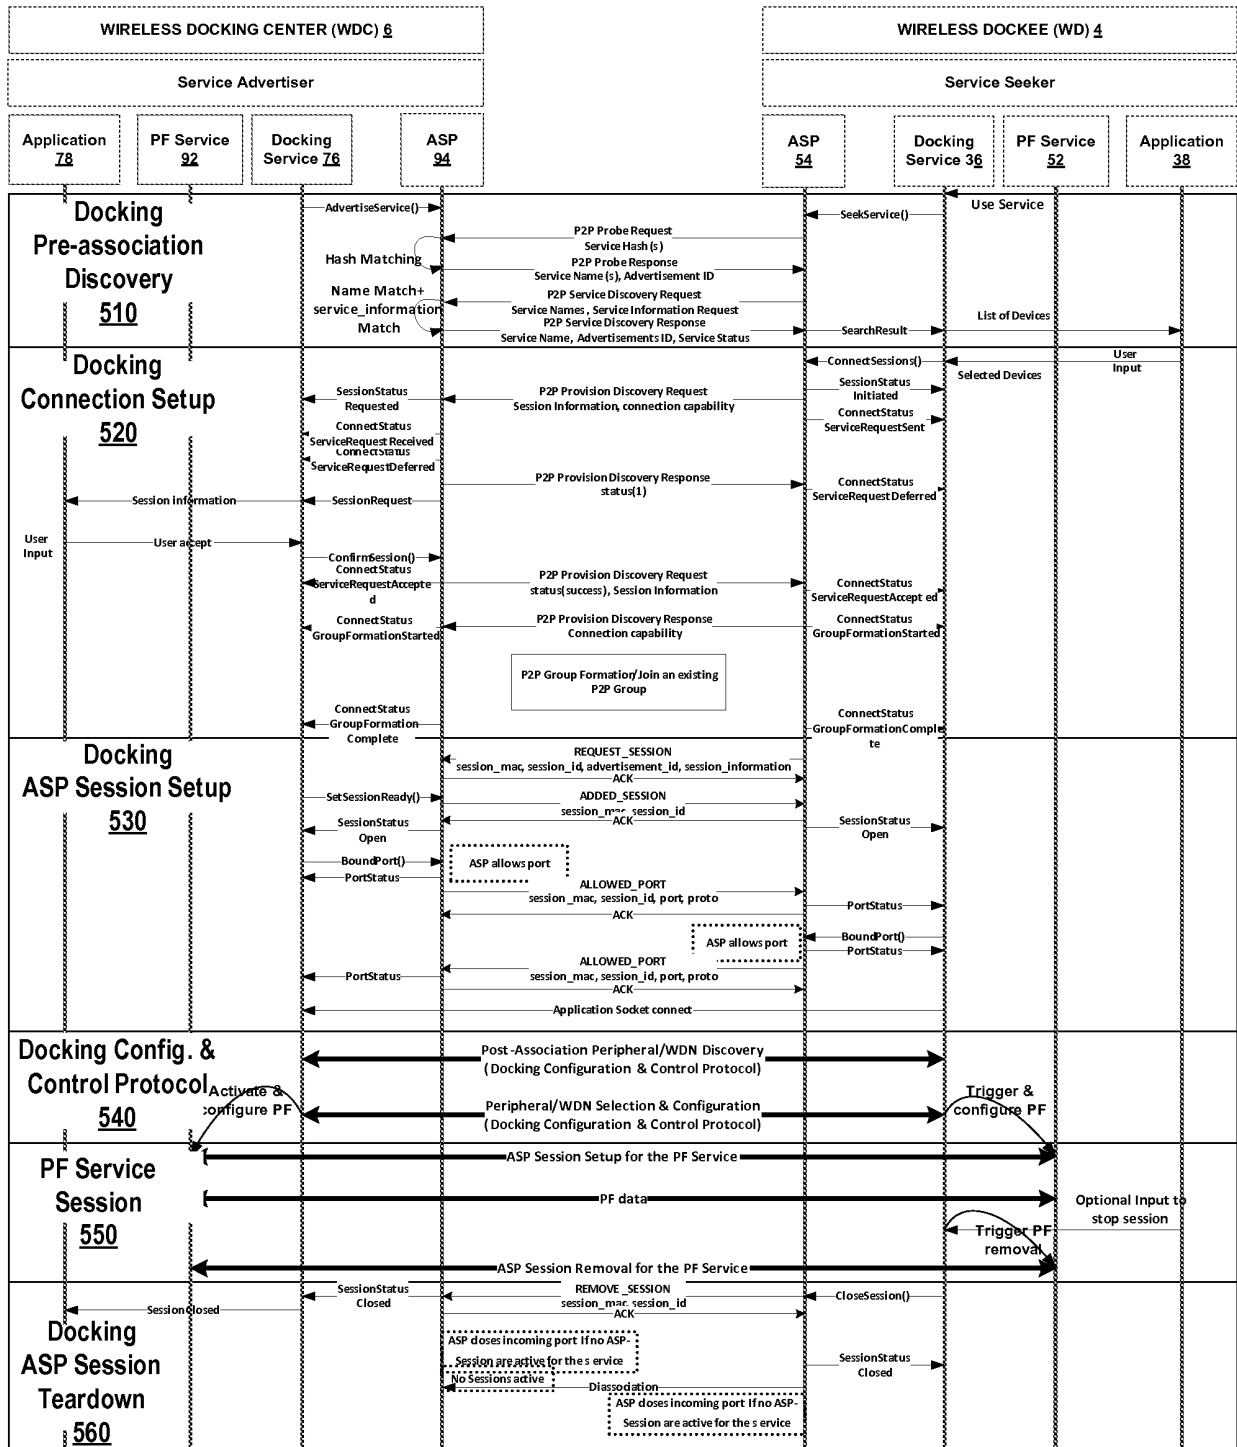 WIRELESS DOCKING CENTER (WDC) 6
WIRELESS DOCKEE (WD) 4
Service Advertiser
Service Seeker
Application
78
PF Service
92
Docking
Service 76
ASP
94
ASP
54
Docking
Service 36
PF Service
52
Application
38
Docking
Pre-association
Discovery
510
AdvertiseService()
Use Service
SeekService()
P2P Probe Request
Service Hash(s)
Hash Matching
P2P Probe Response
Service Name(s), Advertisement ID
Name Match+
service_information
Match
P2P Service Discovery Request
Service Names, Service Information Request
P2P Service Discovery Response
Service Name, Advertisements ID, Service Status
SearchResult
List of Devices
Docking
Connection Setup
520
ConnectSessions()
Selected Devices
User
Input
SessionStatus
Initiated
SessionStatus
Requested
P2P Provision Discovery Request
Session Information, connection capability
ConnectStatus
ServiceRequestSent
ConnectStatus
ServiceRequestReceived
ConnectStatus
ServiceRequestDeferred
P2P Provision Discovery Response
status(1)
ConnectStatus
ServiceRequestDeferred
Session information
SessionRequest
User
Input
User accept
ConfirmSession()
ConnectStatus
ServiceRequestAccepte
d
P2P Provision Discovery Request
status(success), Session Information
ConnectStatus
ServiceRequestAccepted
ConnectStatus
GroupFormationStarted
P2P Provision Discovery Response
Connection capability
ConnectStatus
GroupFormationStarted
P2P Group Formation/Join an existing
P2P Group
ConnectStatus
GroupFormation
Complete
ConnectStatus
GroupFormationComple
te
Docking
ASP Session Setup
530
REQUEST_SESSION
session_mac, session_id, advertisement_id, session_information
ACK
SetSessionReady()
ADDED_SESSION
session_mac, session_id
ACK
SessionStatus
Open
SessionStatus
Open
BoundPort()
ASP allows port
PortStatus
ALLOWED_PORT
session_mac, session_id, port, proto
PortStatus
ACK
ASP allows port
BoundPort()
PortStatus
ALLOWED_PORT
session_mac, session_id, port, proto
PortStatus
ACK
Application Socket connect
Docking Config. &
Control Protocol
540
Post-Association Peripheral/WDN Discovery
(Docking Configuration & Control Protocol)
Activate &
configure PF
Peripheral/WDN Selection & Configuration
(Docking Configuration & Control Protocol)
Trigger &
configure PF
PF Service
Session
550
ASP Session Setup for the PF Service
PF data
Optional Input to
stop session
Trigger PF
removal
ASP Session Removal for the PF Service
Docking
ASP Session
Teardown
560
SessionClosed
SessionStatus
Closed
REMOVE_SESSION
session_mac, session_id
CloseSession()
ACK
ASP closes incoming port If no ASP-
Session are active for the s ervice
SessionStatus
Closed
No Sessions active
Diassociation
ASP closes incoming port If no ASP-
Session are active for the s ervice